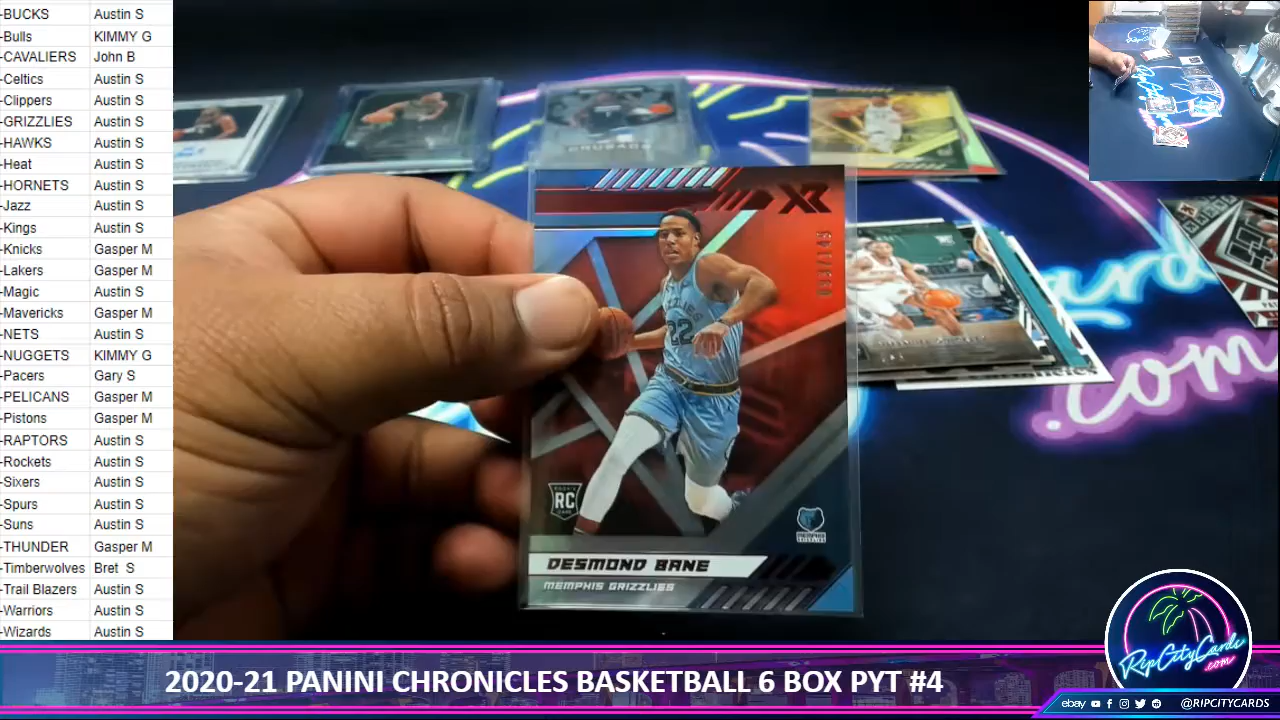 -BUCKS Austin S
-Bulls KIMMY G
-CAVALIERS John B
-Celtics Austin S
-Clippers Austin S
-GRIZZLIES Austin S
-HAWKS Austin S
-Heat Austin S
-HORNETS Austin S
-Jazz Austin S
-Kings Austin S
-Knicks Gasper M
-Lakers Gasper M
-Magic Austin S
-Mavericks Gasper M
-NETS Austin S
-NUGGETS KIMMY G
-Pacers Gary S
-PELICANS Gasper M
-Pistons Gasper M
-RAPTORS Austin S
-Rockets Austin S
-Sixers Austin S
-Spurs Austin S
-Suns Austin S
-THUNDER Gasper M
-Timberwolves Bret S
-Trail Blazers Austin S
-Warriors Austin S
-Wizards Austin S
CRUSADE
XR
22
RC
DESMOND BANE
MEMPHIS GRIZZLIES
.com
RipCityCards
.com
2020-21 PANINI CHRONICLES BASKETBALL 6 BOX PYT #4
ebay @RIPCITYCARDS